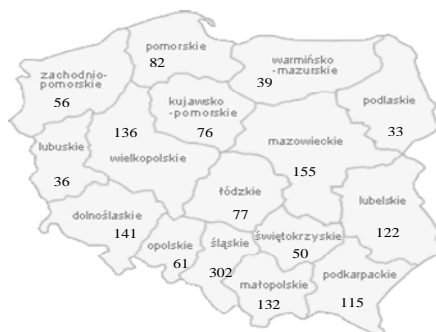 pomorskie
82
warmińsko
-mazurskie
39
zachodnio-
pomorskie
56
podlaskie
33
kujawsko
-pomorskie
76
136
wielkopolskie
mazowieckie
155
lubuskie
36
łódzkie
77
lubelskie
122
dolnoślaskie
141
opolskie
61
śląskie
302
świętokrzyskie
50
małopolskie
132
podkarpackie
115